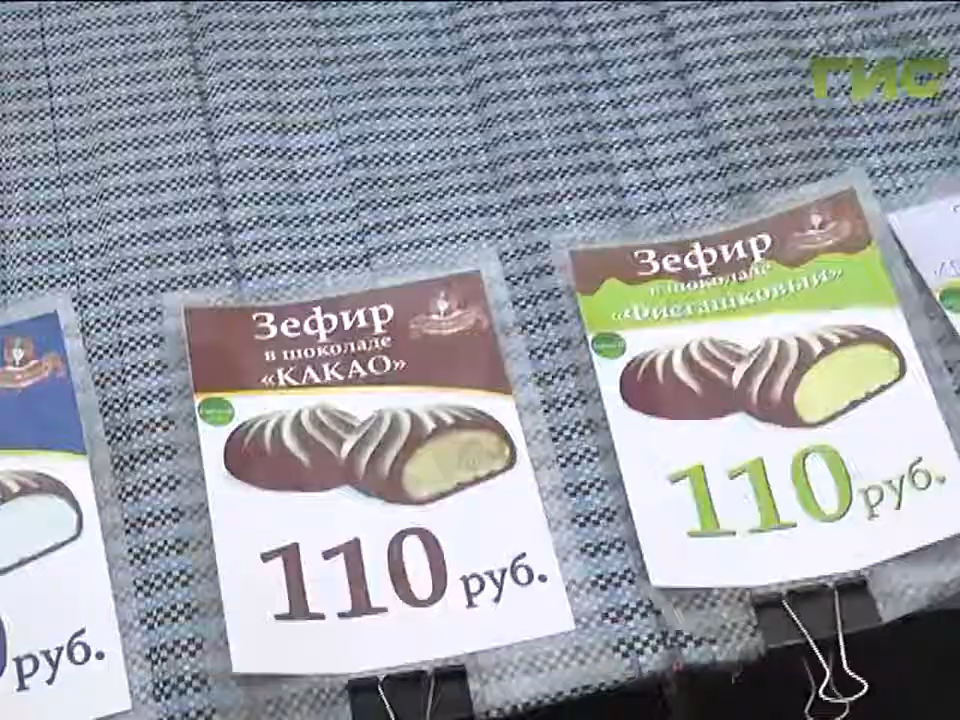 ГИС
Зефир
в шоколаде
«КАКАО»
110 руб.
Зефир
в шоколаде
«Фисташковый»
110 руб.
руб.